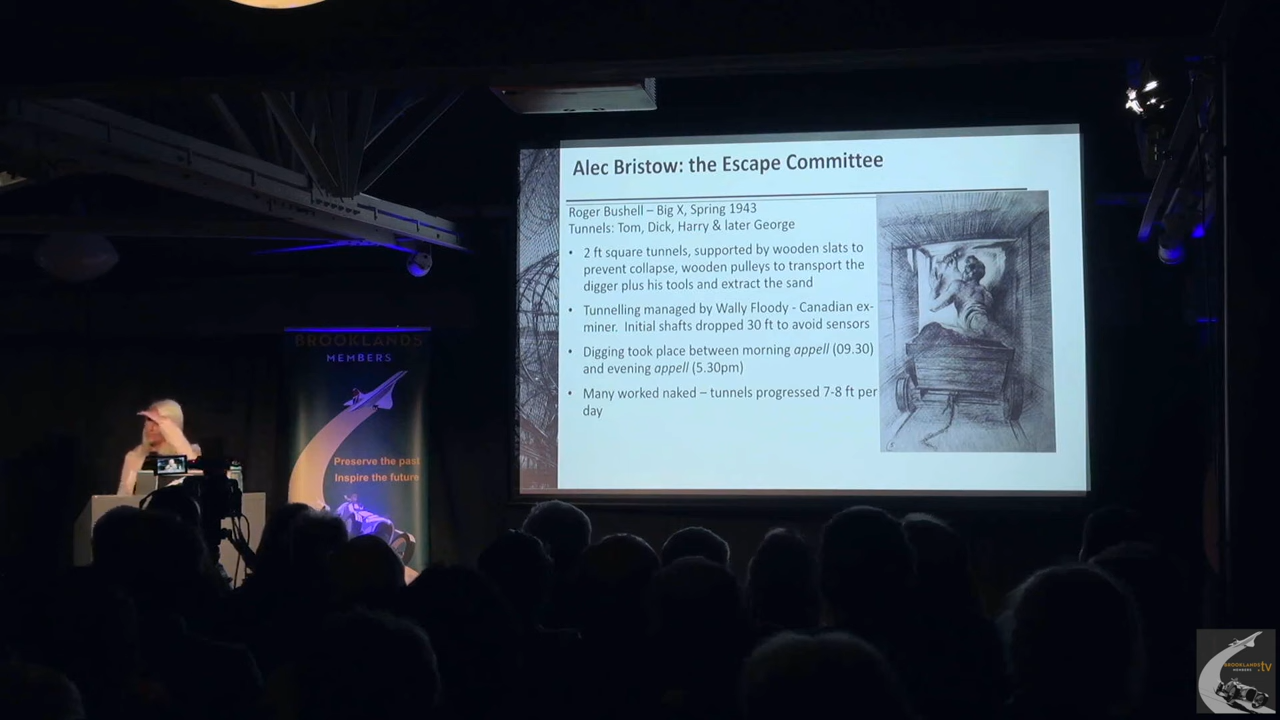 Alec Bristow: the Escape Committee
Roger Bushell – Big X, Spring 1943
Tunnels: Tom, Dick, Harry & later George
• 2 ft square tunnels, supported by wooden slats to
prevent collapse, wooden pulleys to transport the
digger plus his tools and extract the sand
• Tunnelling managed by Wally Floody - Canadian ex-
miner. Initial shafts dropped 30 ft to avoid sensors
• Digging took place between morning appell (09.30)
and evening appell (5.30pm)
• Many worked naked – tunnels progressed 7-8 ft per
day
BROOKLANDS
MEMBERS
Preserve the past
Inspire the future
BROOKLANDS
MEMBERS
.tv